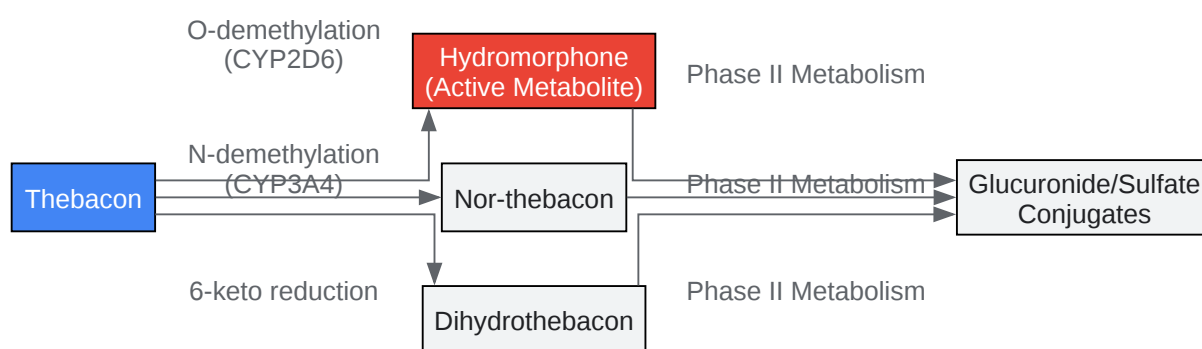 O-demethylation
(CYP2D6)
Hydromorphone
(Active Metabolite)
Phase II Metabolism
Thebacon
N-demethylation
(CYP3A4)
Nor-thebacon
Phase II Metabolism
Glucuronide/Sulfate
Conjugates
6-keto reduction
Dihydrothebacon
Phase II Metabolism